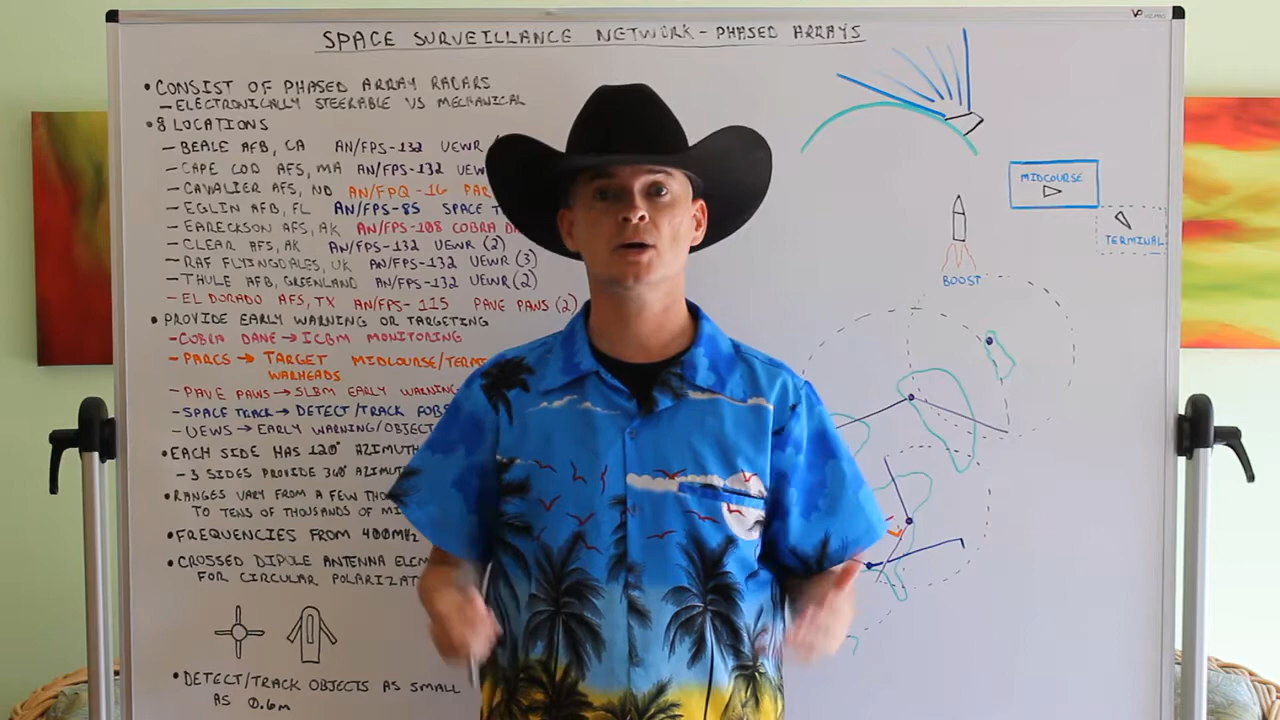 SPACE SURVEILLANCE NETWORK - PHASED ARRAYS
• CONSIST OF PHASED ARRAY RADARS
- ELECTRONICALLY STEERABLE VS MECHANICAL
• 8 LOCATIONS
- BEALE AFB, CA AN/FPS-132 UEWR
- CAPE COD AFS, MA AN/FPS-132
- CAVALIER AFS, ND AN/FPQ-16
- EGLIN AFB, FL AN/FPS-85 SPACE
- EARECKSON AFS, AK AN/FPS-108 COBRA
- CLEAR AFS, AK AN/FPS-132 UEWR (2)
- RAF FLYINGDALES, UK AN/FPS-132 UEWR (3)
- THULE AFB, GREENLAND AN/FPS-132 UEWR (2)
- EL DORADO AFS, TX AN/FPS-115 PAVE PAWS (2)
• PROVIDE EARLY WARNING OR TARGETING
- COBRA DANE → ICBM MONITORING
- PARCS → TARGET MIDCOURSE/
WARHEADS
- PAVE PAWS → SLBM EARLY WARNING
- SPACE TRACK → DETECT/TRACK
- UEWS → EARLY WARNING/
• EACH SIDE HAS 120°
- 3 SIDES PROVIDE 360°
• RANGES VARY FROM A FEW
TO TENS OF THOUSANDS OF
• FREQUENCIES FROM 400MHz
• CROSSED DIPOLE ANTENNA
FOR CIRCULAR
• DETECT/TRACK OBJECTS AS SMALL
AS 0.6m
MIDCOURSE
TERMINAL
BOOST